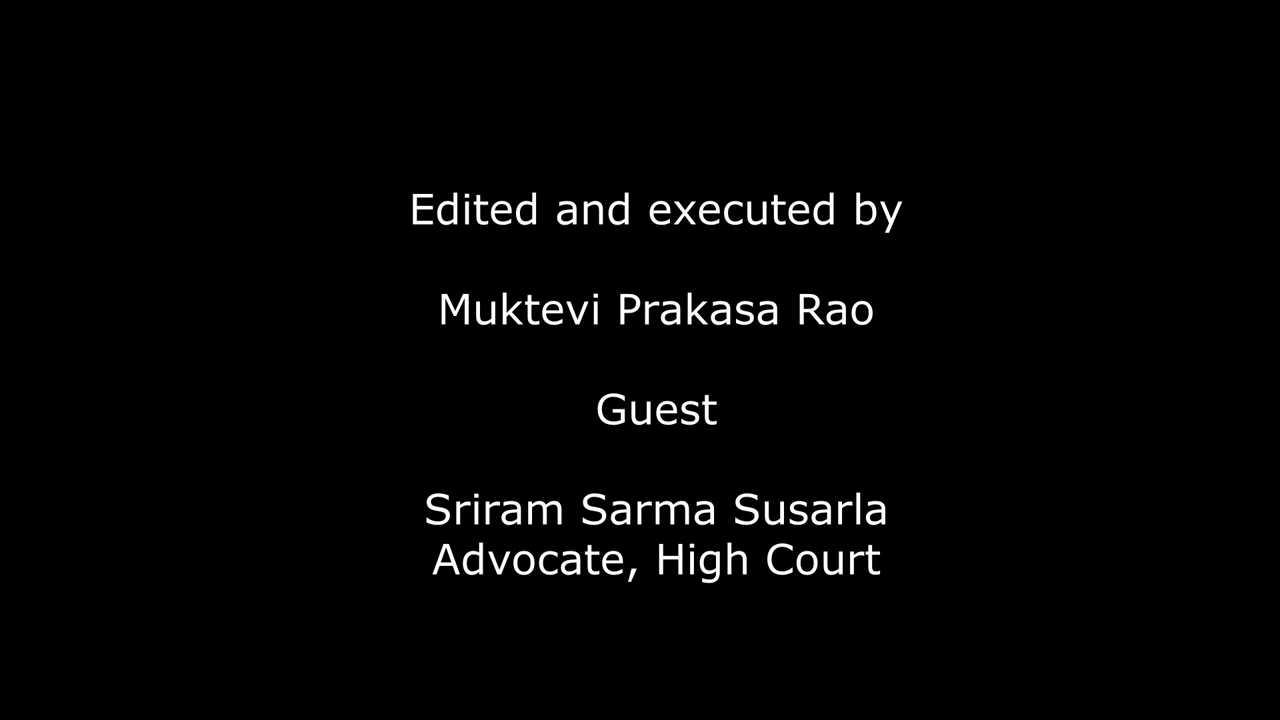 Edited and executed by
Muktevi Prakasa Rao
Guest
Sriram Sarma Susarla
Advocate, High Court